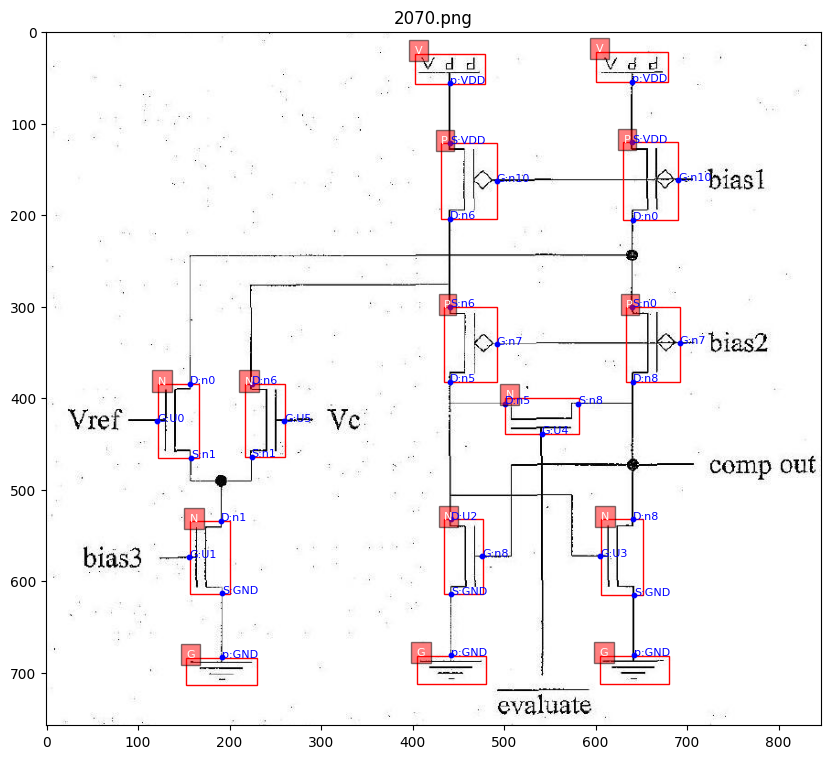 2070.png
V V
Vdd Vdd
p:VDD p:VDD
P S:VDD P S:VDD
G:n10 G:n10 bias1
D:n6 D:n0
P S:n6 P S:n0
G:n7 G:n7 bias2
N D:n0 N D:n6 D:n5 D:n8
N D:n5 S:n8
Vref G:U0 G:U5 Vc G:U4
S:n1 S:n1
comp out
N D:n1 N D:U2 N D:n8
bias3 G:U1 G:n8 G:U3
S:GND S:GND S:GND
G p:GND G p:GND G p:GND
evaluate
0
100
200
300
400
500
600
700
0 100 200 300 400 500 600 700 800